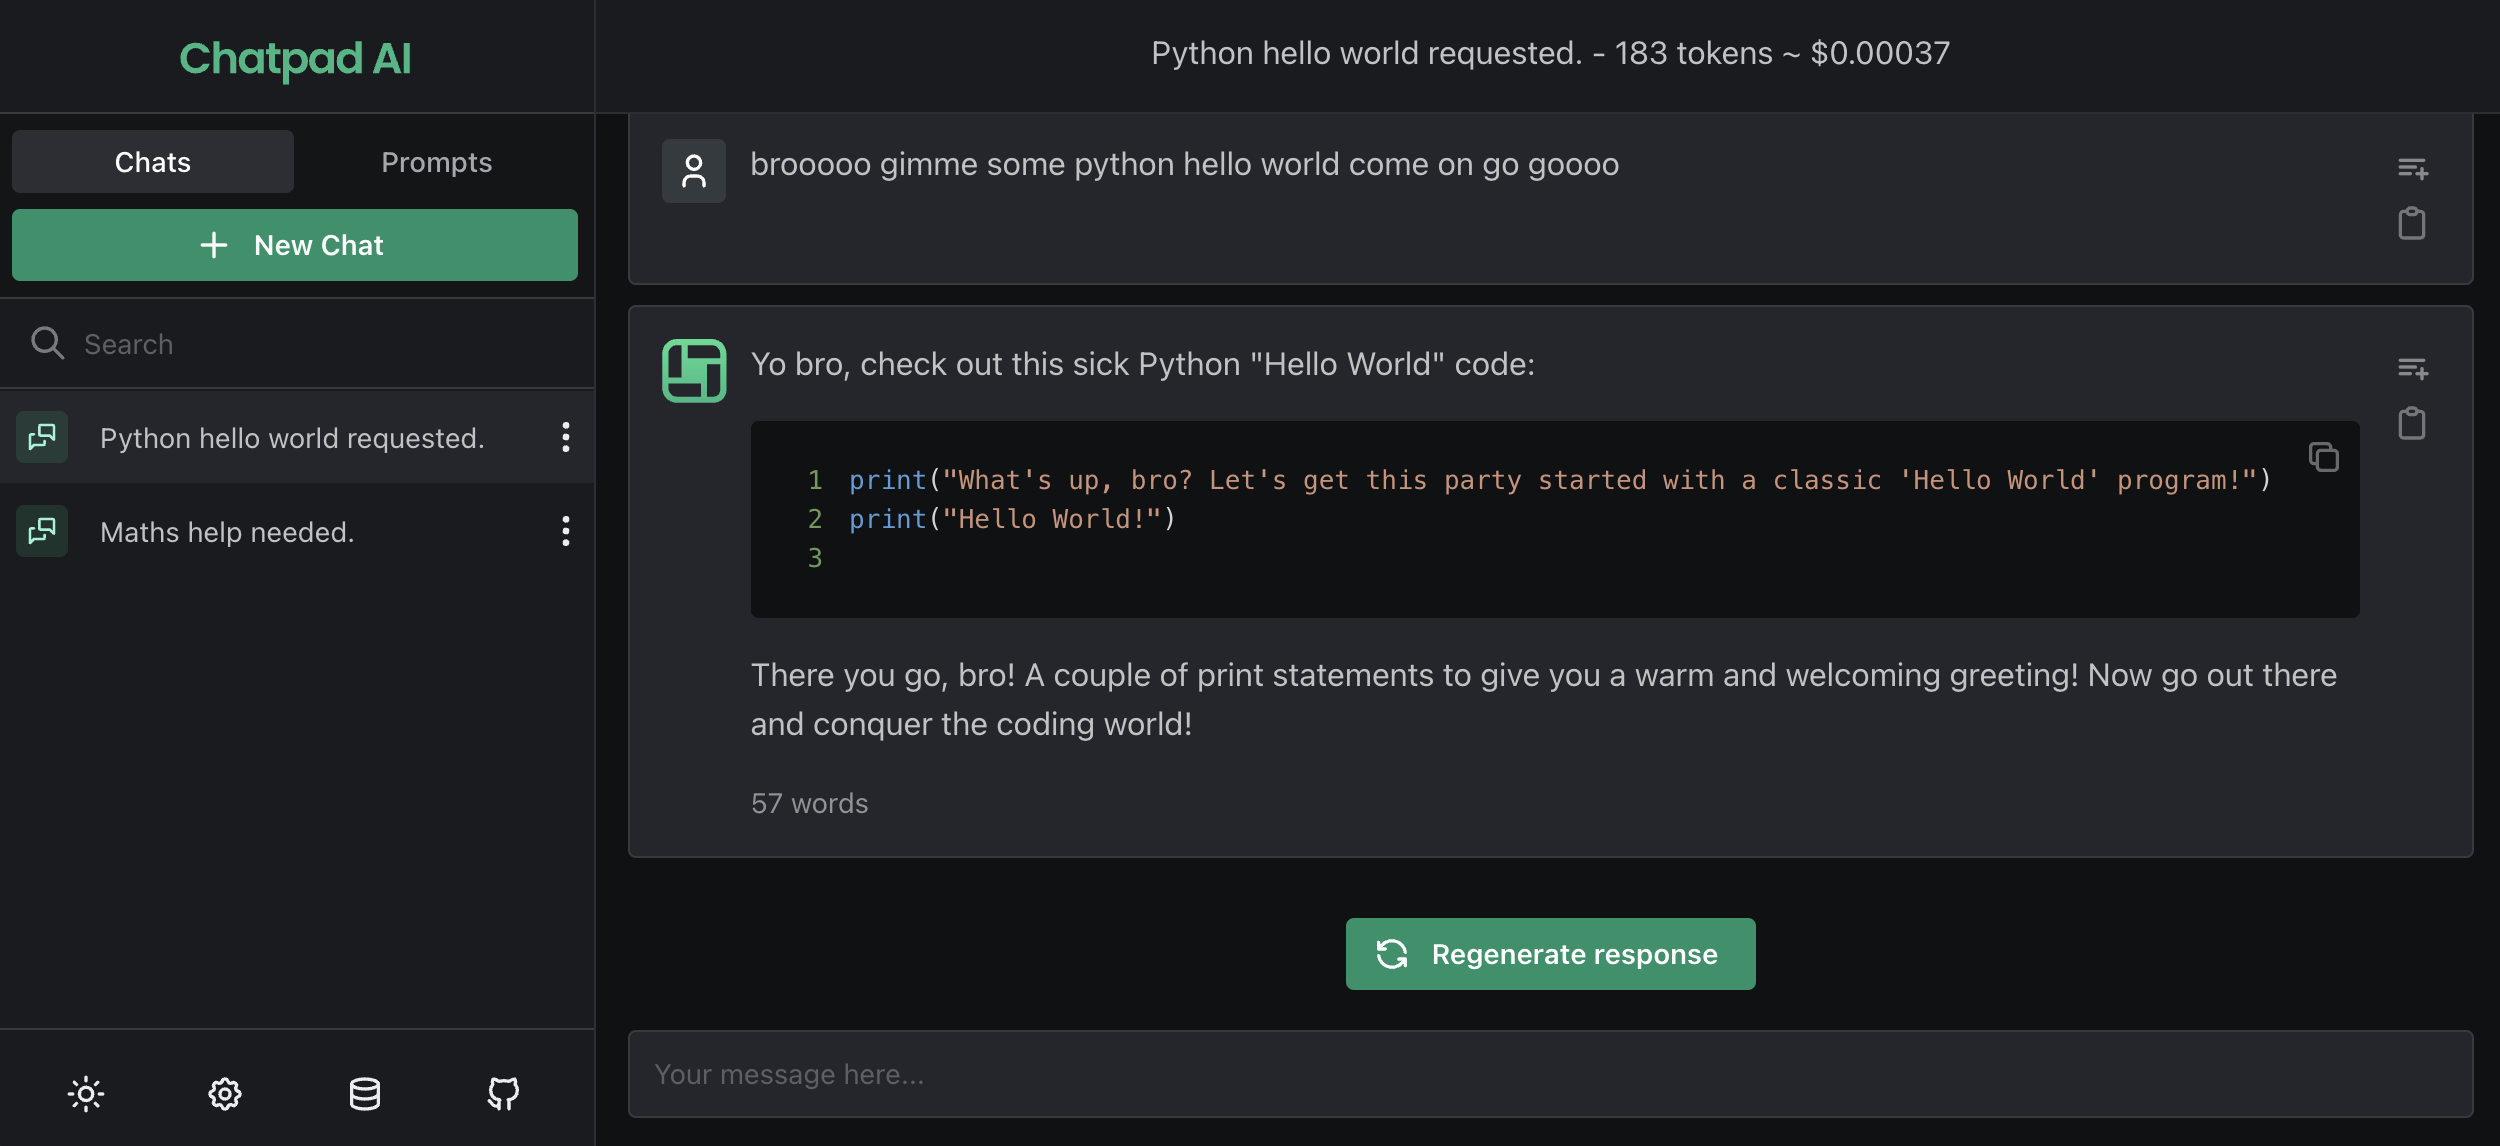 Chatpad AI
Python hello world requested. - 183 tokens ~ $0.00037
Chats
Prompts
New Chat
Search
Python hello world requested.
Maths help needed.
brooooo gimme some python hello world come on go goooo
Yo bro, check out this sick Python "Hello World" code:
1 print("What's up, bro? Let's get this party started with a classic 'Hello World' program!")
2 print("Hello World!")
3
There you go, bro! A couple of print statements to give you a warm and welcoming greeting! Now go out there
and conquer the coding world!
57 words
Regenerate response
Your message here...